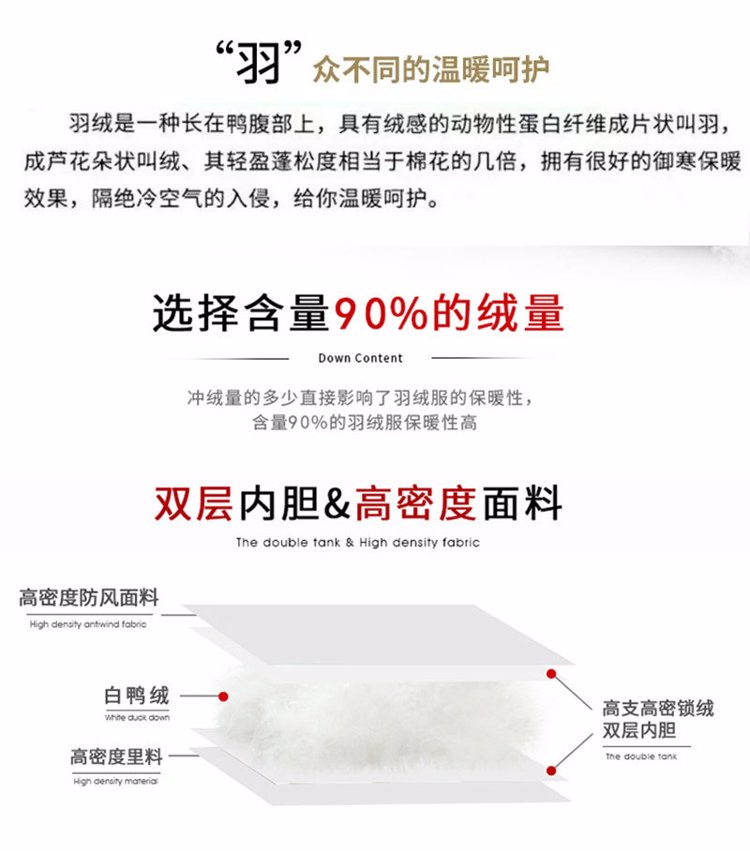 “羽”众不同的温暖呵护
羽绒是一种长在鸭腹部上，具有绒感的动物性蛋白纤维成片状叫羽，
成芦花朵状叫绒、其轻盈蓬松度相当于棉花的几倍，拥有很好的御寒保暖
效果，隔绝冷空气的入侵，给你温暖呵护。
选择含量90%的绒量
Down Content
冲绒量的多少直接影响了羽绒服的保暖性，
含量90%的羽绒服保暖性高
双层内胆&高密度面料
The double tank & High density fabric
高密度防风面料
High density antiwind fabric
白鸭绒
White duck down
高密度里料
High density material
高支高密锁绒
双层内胆
The double tank